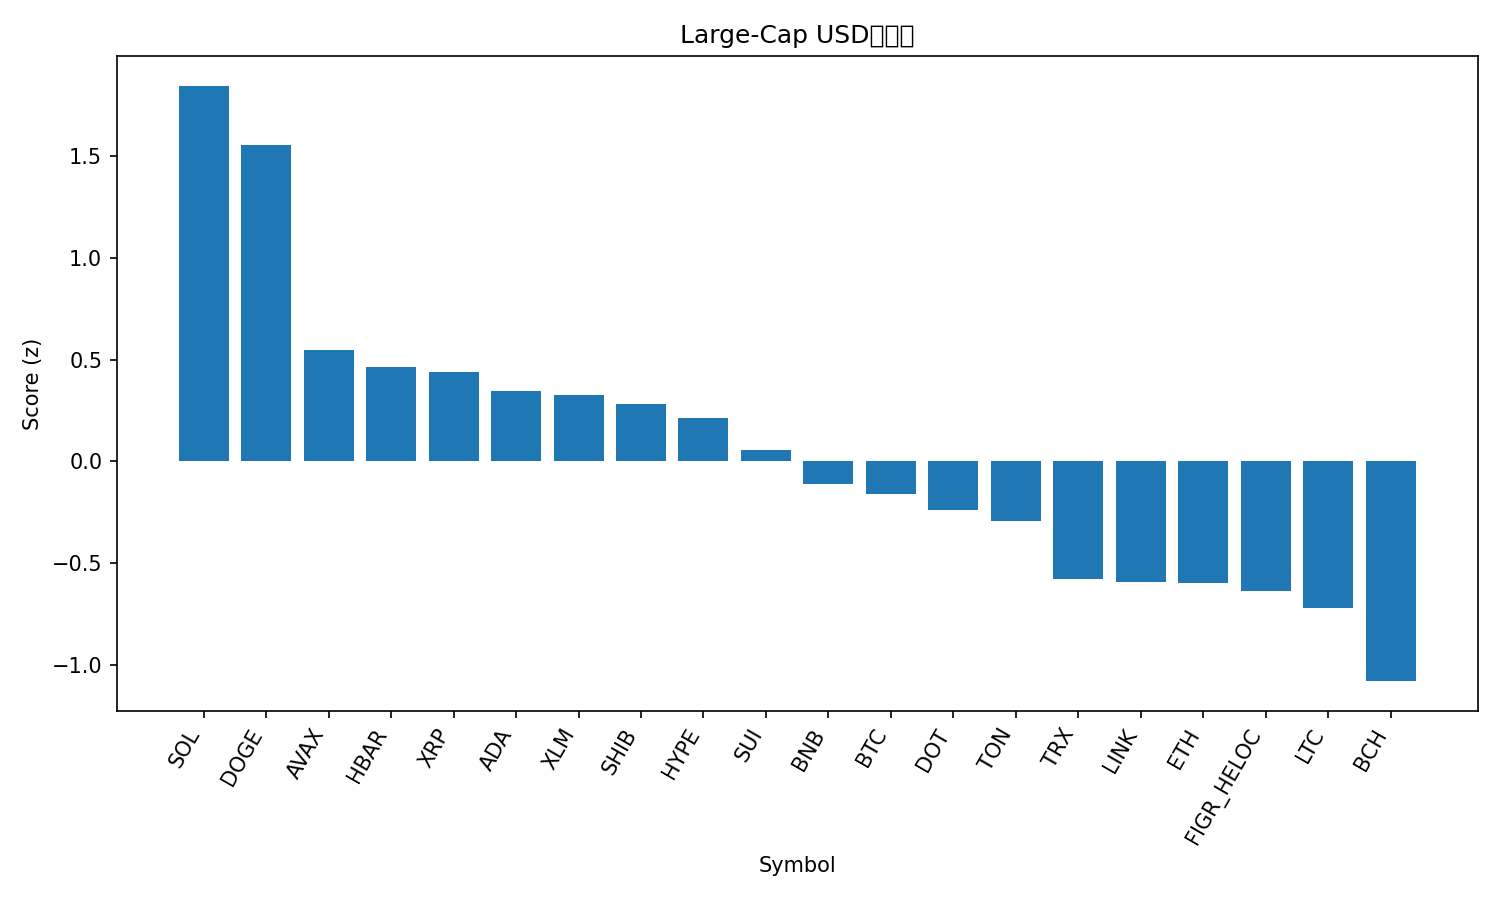 Large-Cap USD
Score (z)
1.5
1.0
0.5
0.0
−0.5
−1.0
SOL
DOGE
AVAX
HBAR
XRP
ADA
XLM
SHIB
HYPE
SUI
BNB
BTC
DOT
TON
TRX
LINK
ETH
FIGR_HELOC
LTC
BCH
Symbol